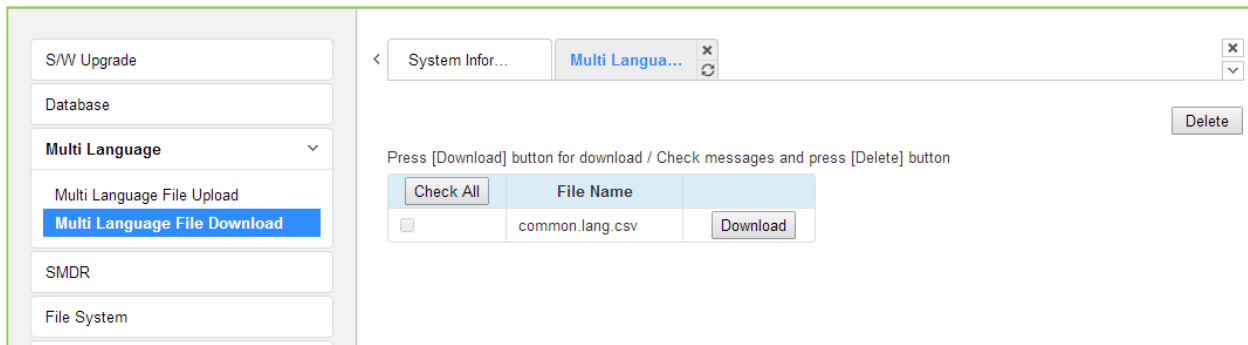 S/W Upgrade
Database
Multi Language
Multi Language File Upload
Multi Language File Download
SMDR
File System
System Infor...
Multi Langua...
Delete
Press [Download] button for download / Check messages and press [Delete] button
Check All File Name
common.lang.csv Download